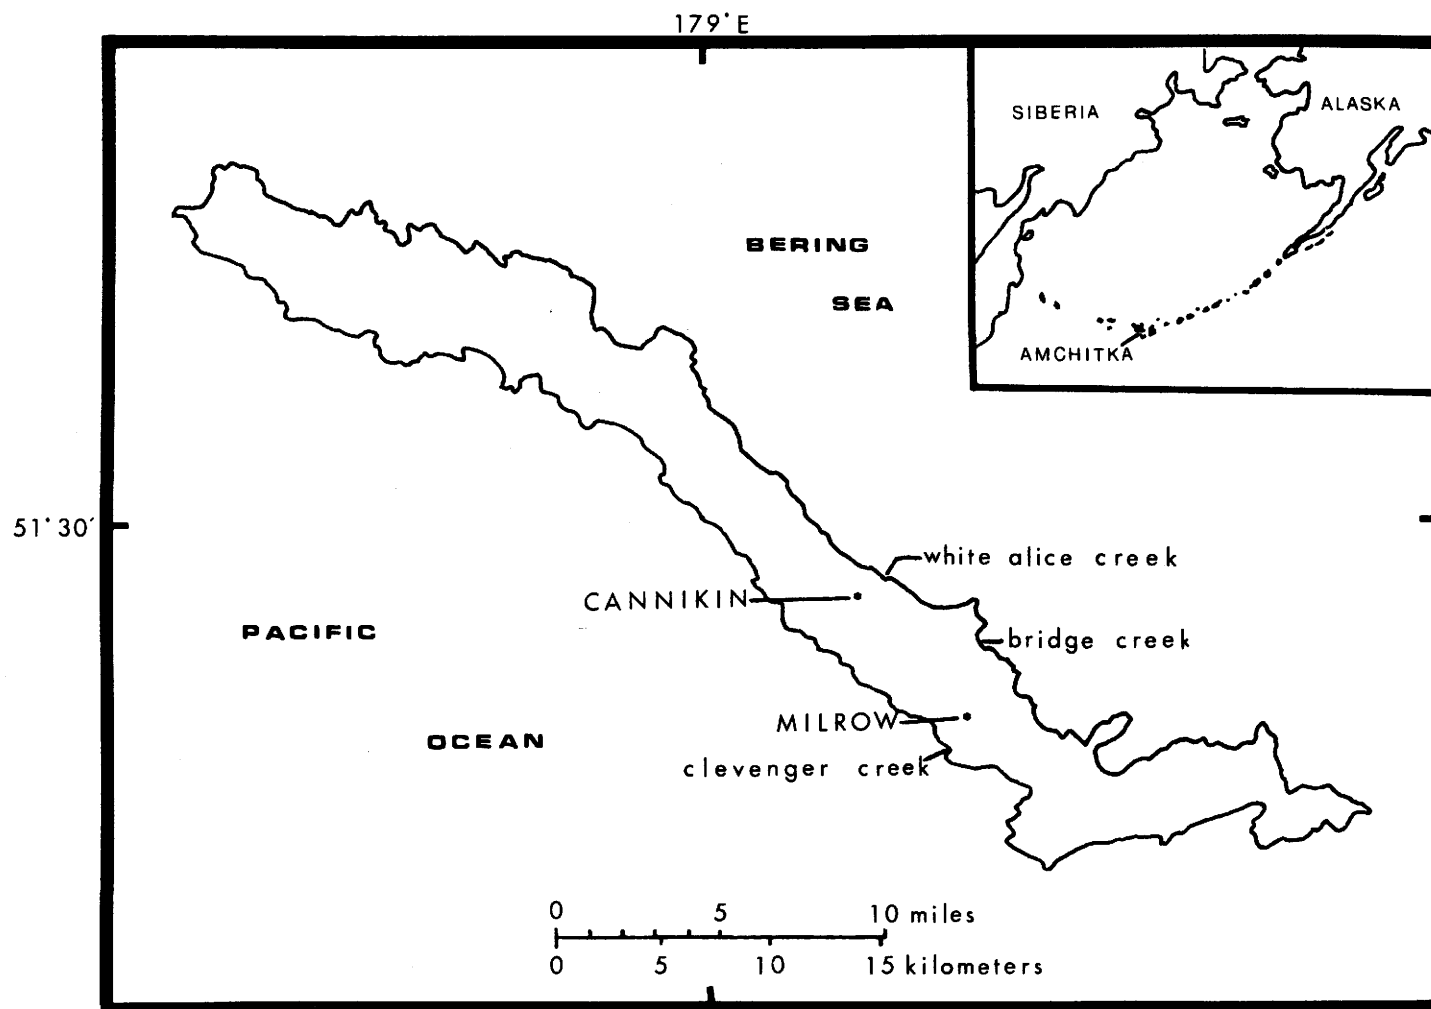 179°E
SIBERIA
ALASKA
BERING
SEA
AMCHITKA
51°30'
white alice creek
CANNIKIN
PACIFIC
bridge creek
MILROW
OCEAN
clevenger creek
0 5 10 miles
0 5 10 15 kilometers